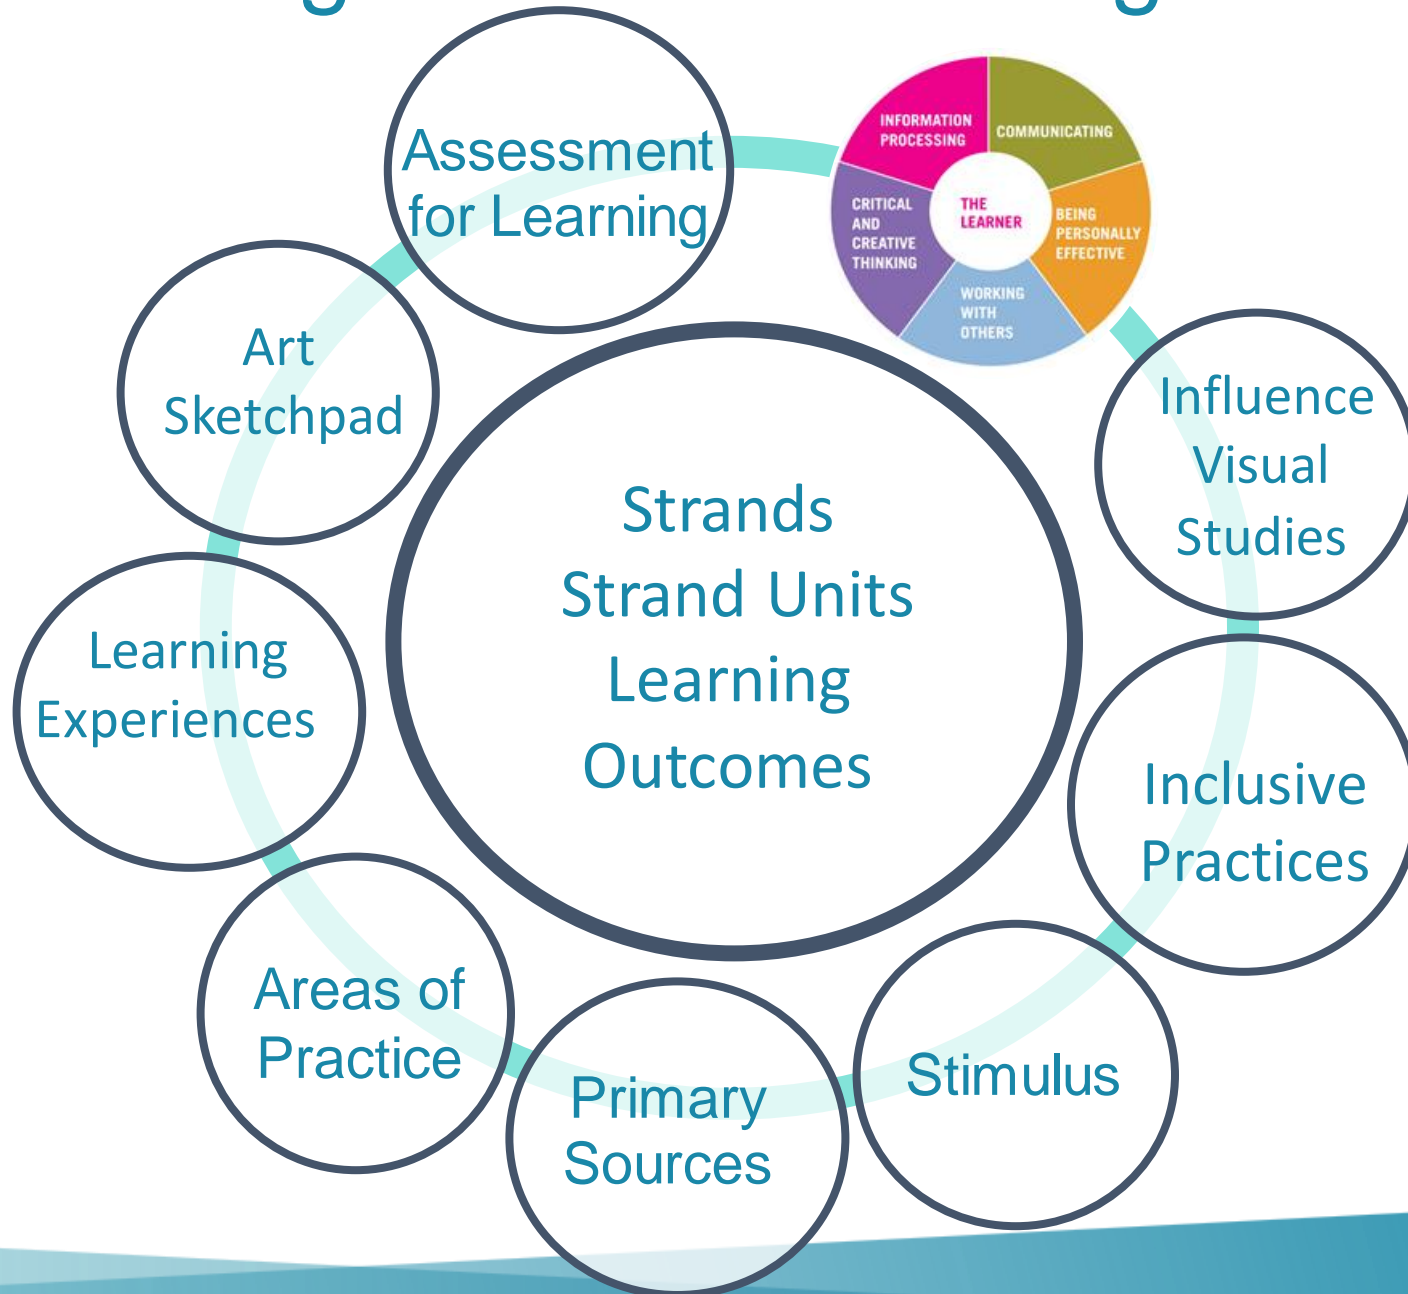 Assessment
for Learning
INFORMATION
PROCESSING
COMMUNICATING
CRITICAL
AND
CREATIVE
THINKING
THE
LEARNER
BEING
PERSONALLY
EFFECTIVE
WORKING
WITH
OTHERS
Art
Sketchpad
Influence
Visual
Studies
Strands
Strand Units
Learning
Outcomes
Learning
Experiences
Inclusive
Practices
Areas of
Practice
Stimulus
Primary
Sources